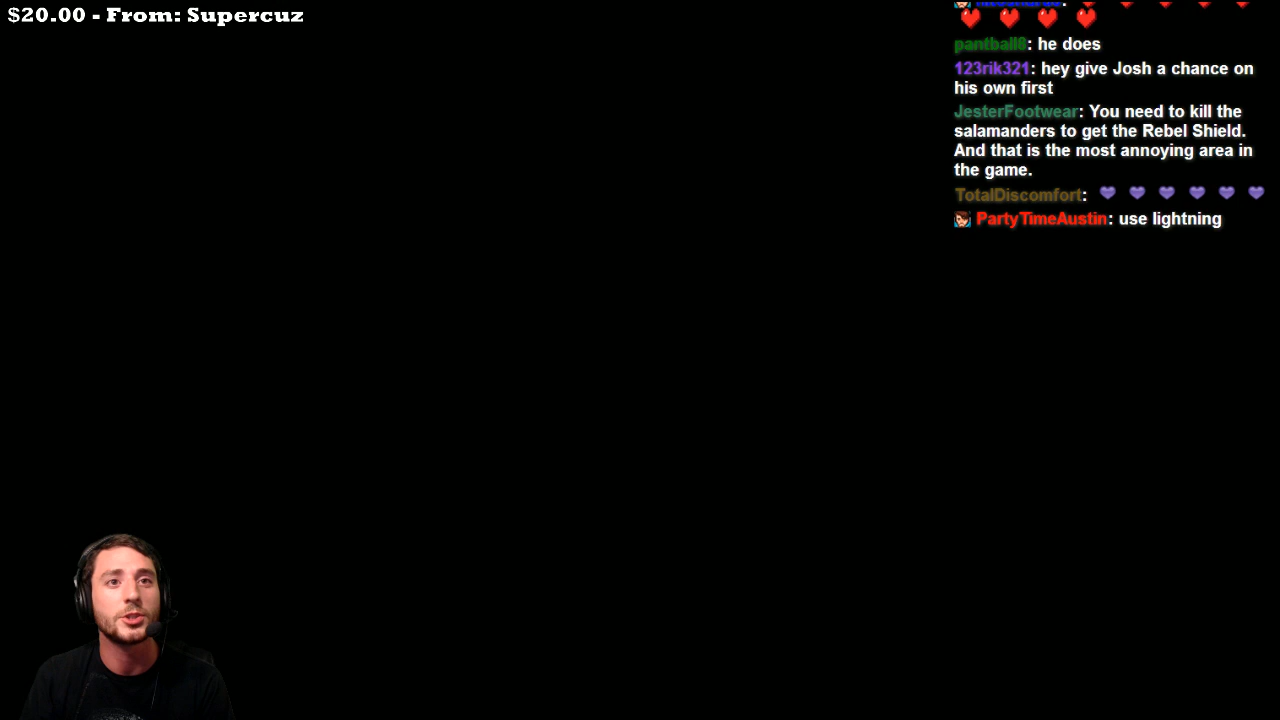 $20.00 - From: Supercuz
pantball8: he does
123rik321: hey give Josh a chance on
his own first
JesterFootwear: You need to kill the
salamanders to get the Rebel Shield.
And that is the most annoying area in
the game.
TotalDiscomfort:
PartyTimeAustin: use lightning